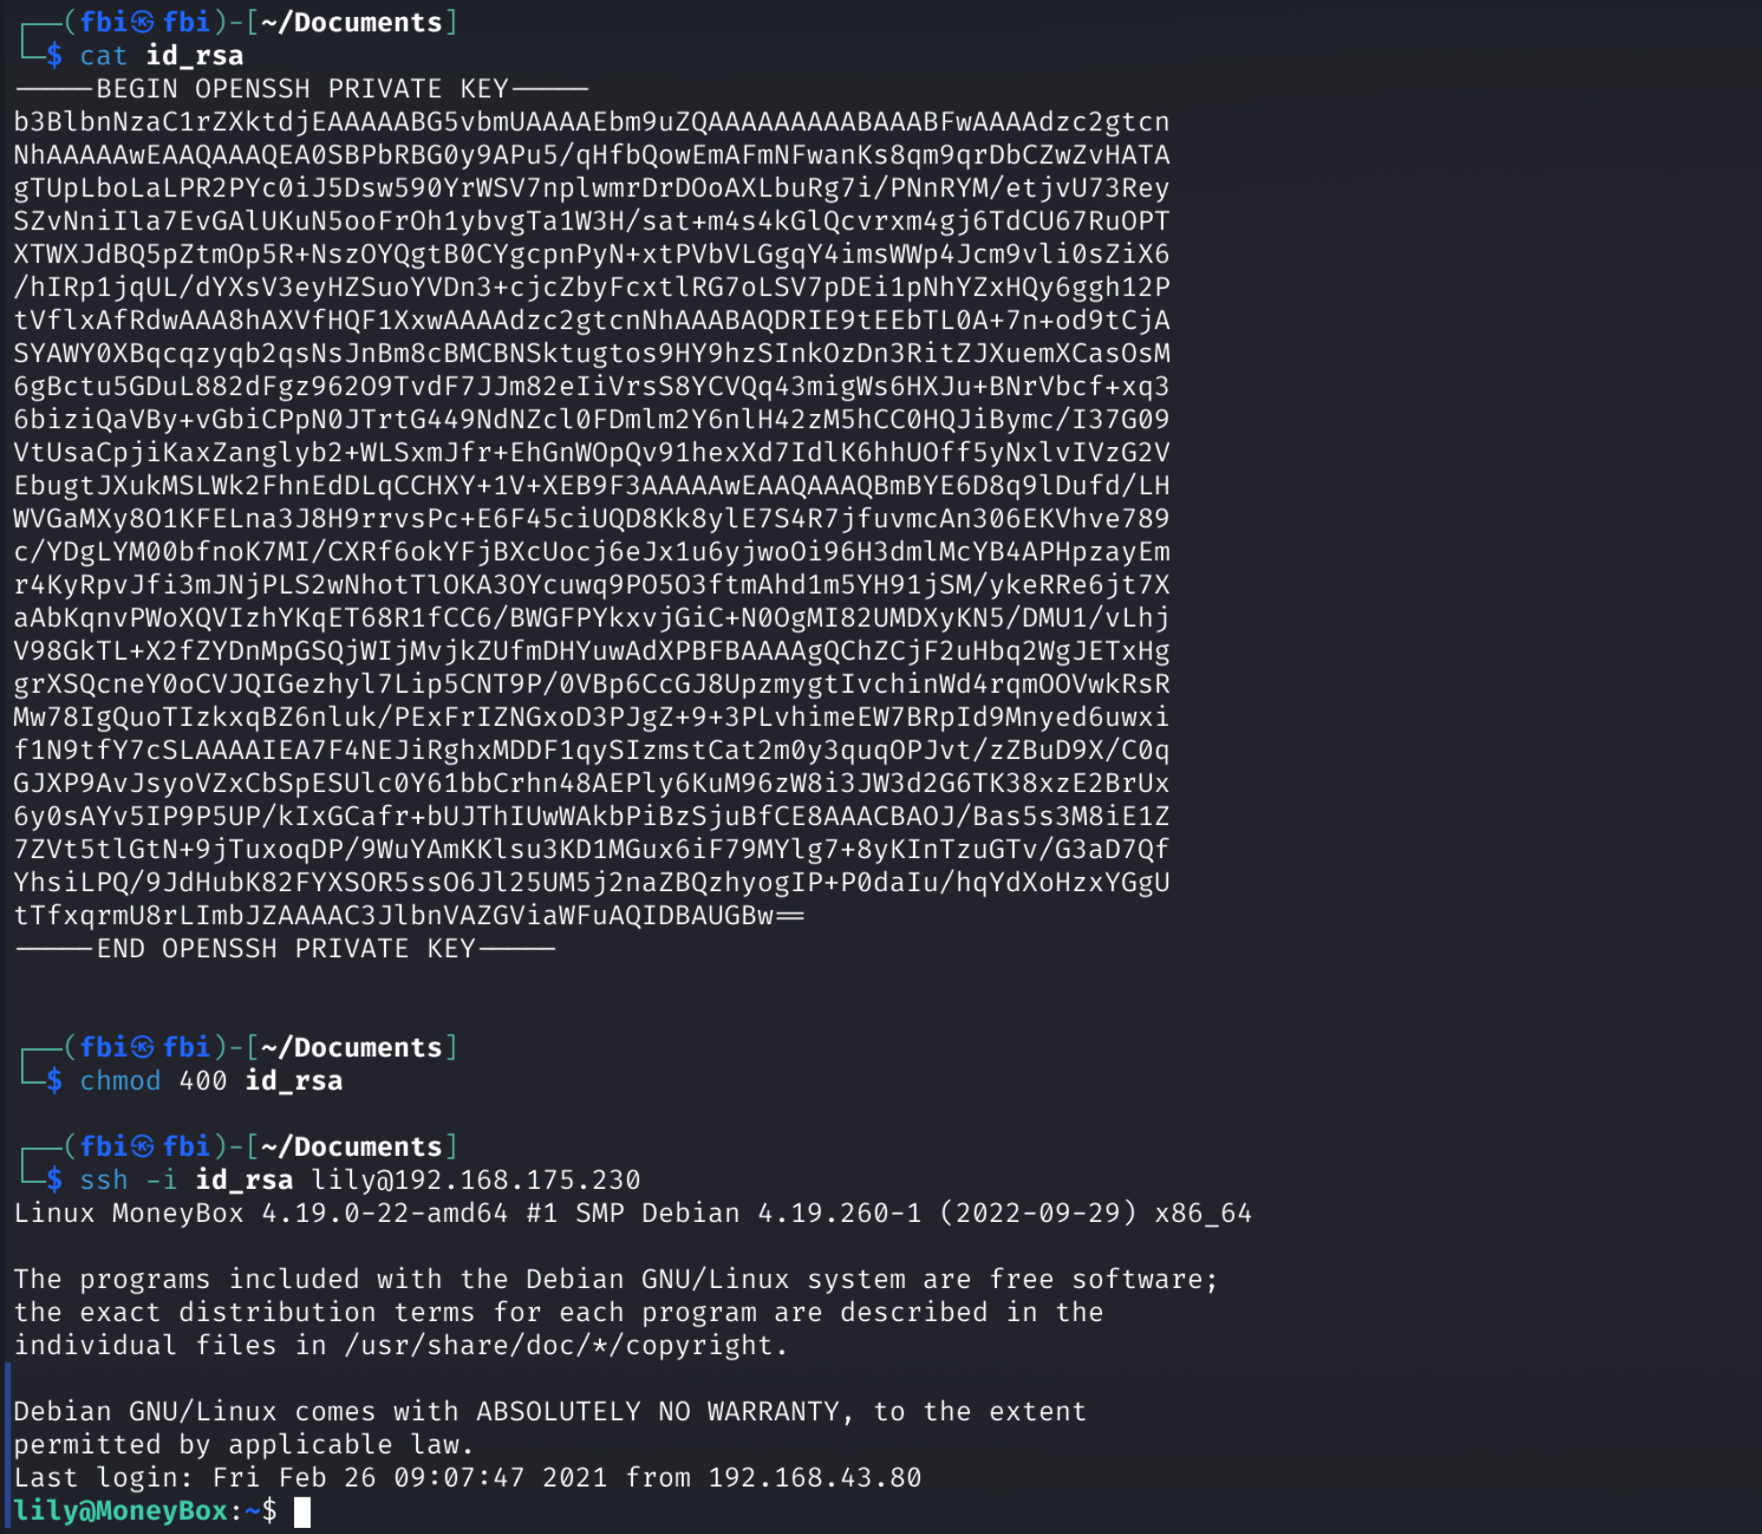 (fbi㉿fbi)-[~/Documents]
$ cat id_rsa
-----BEGIN OPENSSH PRIVATE KEY-----
b3BlbnNzaC1rZXktdjEAAAAABG5vbmUAAAAEbm9uZQAAAAAAAAABAAABFwAAAAdzc2gtcn
NhAAAAAwEAAQAAAQEA0SBPbRBG0y9APu5/qHfbQowEmAFmNFwanKs8qm9qrDbCZwZvHATA
gTUpLboLaLPR2PYc0iJ5Dsw590YrWSV7nplwmrDrDOoAXLbuRg7i/PNnRYM/etjvU73Rey
SZvNniIla7EvGAlUKuN5ooFrOh1ybvgTa1W3H/sat+m4s4kGlQcvrxm4gj6TdCU67RuOPT
XTWXJdBQ5pZtmOp5R+NszOYQgtB0CYgcpnPyN+xtPVbVLGgqY4imsWWp4Jcm9vli0sZiX6
/hIRp1jqUL/dYXsV3eyHZSuoYVDn3+cjcZbyFcxtlRG7oLSV7pDEi1pNhYZxHQy6ggh12P
tVflxAfRdwAAA8hAXVfHQF1XxwAAAAdzc2gtcnNhAAABAQDRIE9tEEbTL0A+7n+od9tCjA
SYAWY0XBqcqzyqb2qsNsJnBm8cBMCBNSktugtos9HY9hzSInkOzDn3RitZJXuemXCasOsM
6gBctu5GDuL882dFgz962O9TvdF7JJm82eIiVrsS8YCVQq43migWs6HXJu+BNrVbcf+xq3
6biziQaVBy+vGbiCPpN0JTrtG449NdNZcl0FDmlm2Y6nlH42zM5hCC0HQJiBymc/I37G09
VtUsaCpjiKaxZanglyb2+WLSxmJfr+EhGnWOpQv91hexXd7IdlK6hhUOff5yNxlvIVzG2V
EbugtJXukMSLWk2FhnEdDLqCCHXY+1V+XEB9F3AAAAAwEAAQAAAQBmBYE6D8q9lDufd/LH
WVGaMXy8O1KFELna3J8H9rrvsPc+E6F45ciUQD8Kk8ylE7S4R7jfuvmcAn306EKVhve789
c/YDgLYM00bfnoK7MI/CXRf6okYFjBXcUocj6eJx1u6yjwoOi96H3dmlMcYB4APHpzayEm
r4KyRpvJfi3mJNjPLS2wNhotTlOKA3OYcuwq9PO5O3ftmAhd1m5YH91jSM/ykeRRe6jt7X
aAbKqnvPWoXQVIzhYKqET68R1fCC6/BWGFPYkxvjGiC+N0OgMI82UMDXyKN5/DMU1/vLhj
V98GkTL+X2fZYDnMpGSQjWIjMvjkZUfmDHYuwAdXPBFBAAAAgQChZCjF2uHbq2WgJETxHg
grXSQcneY0oCVJQIGezhyl7Lip5CNT9P/0VBp6CcGJ8UpzmygtIvchinWd4rqmOOVwkRsR
Mw78IgQuoTIzkxqBZ6nluk/PExFrIZNGxoD3PJgZ+9+3PLvhimeEW7BRpId9Mnyed6uwxi
f1N9tfY7cSLAAAAIEA7F4NEJiRghxMDDF1qySIzmstCat2m0y3quqOPJvt/zZBuD9X/C0q
GJXP9AvJsyoVZxCbSpESUlc0Y61bbCrhn48AEPly6KuM96zW8i3JW3d2G6TK38xzE2BrUx
6y0sAYv5IP9P5UP/kIxGCafr+bUJThIUwWAkbPiBzSjuBfCE8AAACBAOJ/Bas5s3M8iE1Z
7ZVt5tlGtN+9jTuxoqDP/9WuYAmKKlsu3KD1MGux6iF79MYlg7+8yKInTzuGTv/G3aD7Qf
YhsiLPQ/9JdHubK82FYXSOR5ssO6Jl25UM5j2naZBQzhyogIP+P0daIu/hqYdXoHzxYGgU
tTfxqrmU8rLImbJZAAAAC3JlbnVAZGViaWFuAQIDBAUGBw==
-----END OPENSSH PRIVATE KEY-----
(fbi㉿fbi)-[~/Documents]
$ chmod 400 id_rsa
(fbi㉿fbi)-[~/Documents]
$ ssh -i id_rsa lily@192.168.175.230
Linux MoneyBox 4.19.0-22-amd64 #1 SMP Debian 4.19.260-1 (2022-09-29) x86_64
The programs included with the Debian GNU/Linux system are free software;
the exact distribution terms for each program are described in the
individual files in /usr/share/doc/*/copyright.
Debian GNU/Linux comes with ABSOLUTELY NO WARRANTY, to the extent
permitted by applicable law.
Last login: Fri Feb 26 09:07:47 2021 from 192.168.43.80
lily@MoneyBox:~$